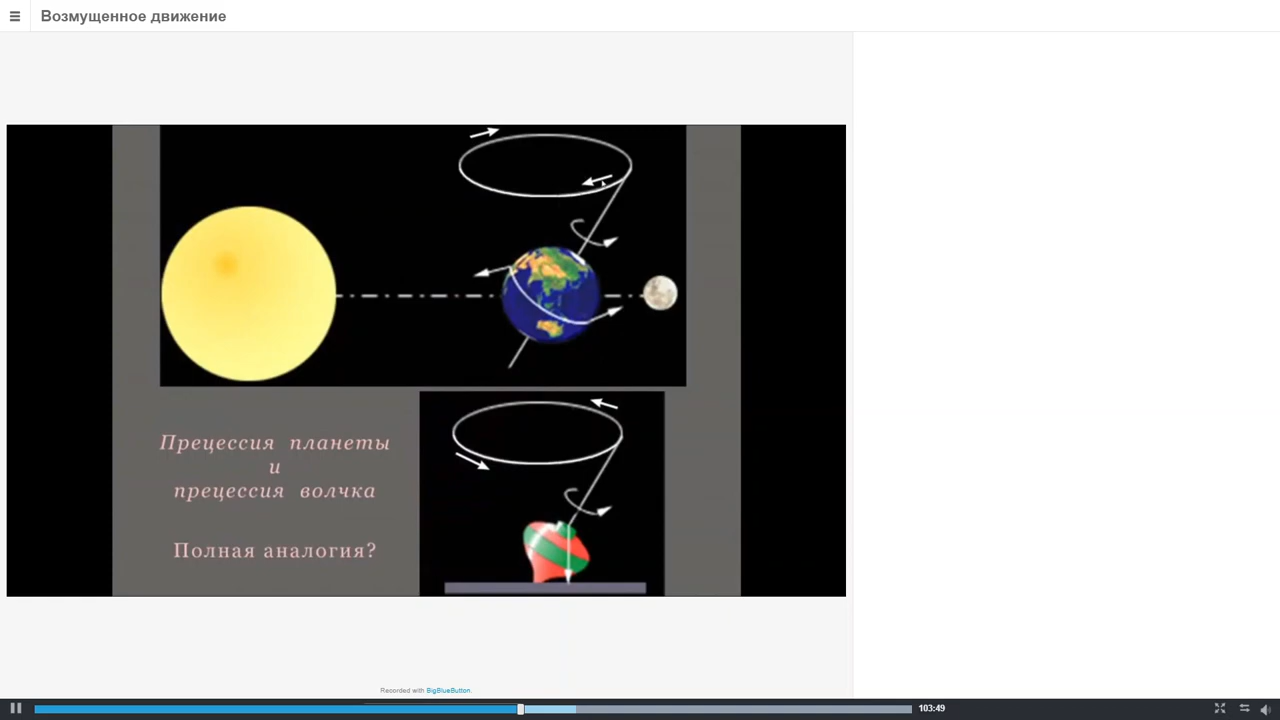 Возмущенное движение
Прецессия планеты
и
прецессия волчка
Полная аналогия?
Recorded with BigBlueButton.
103:49